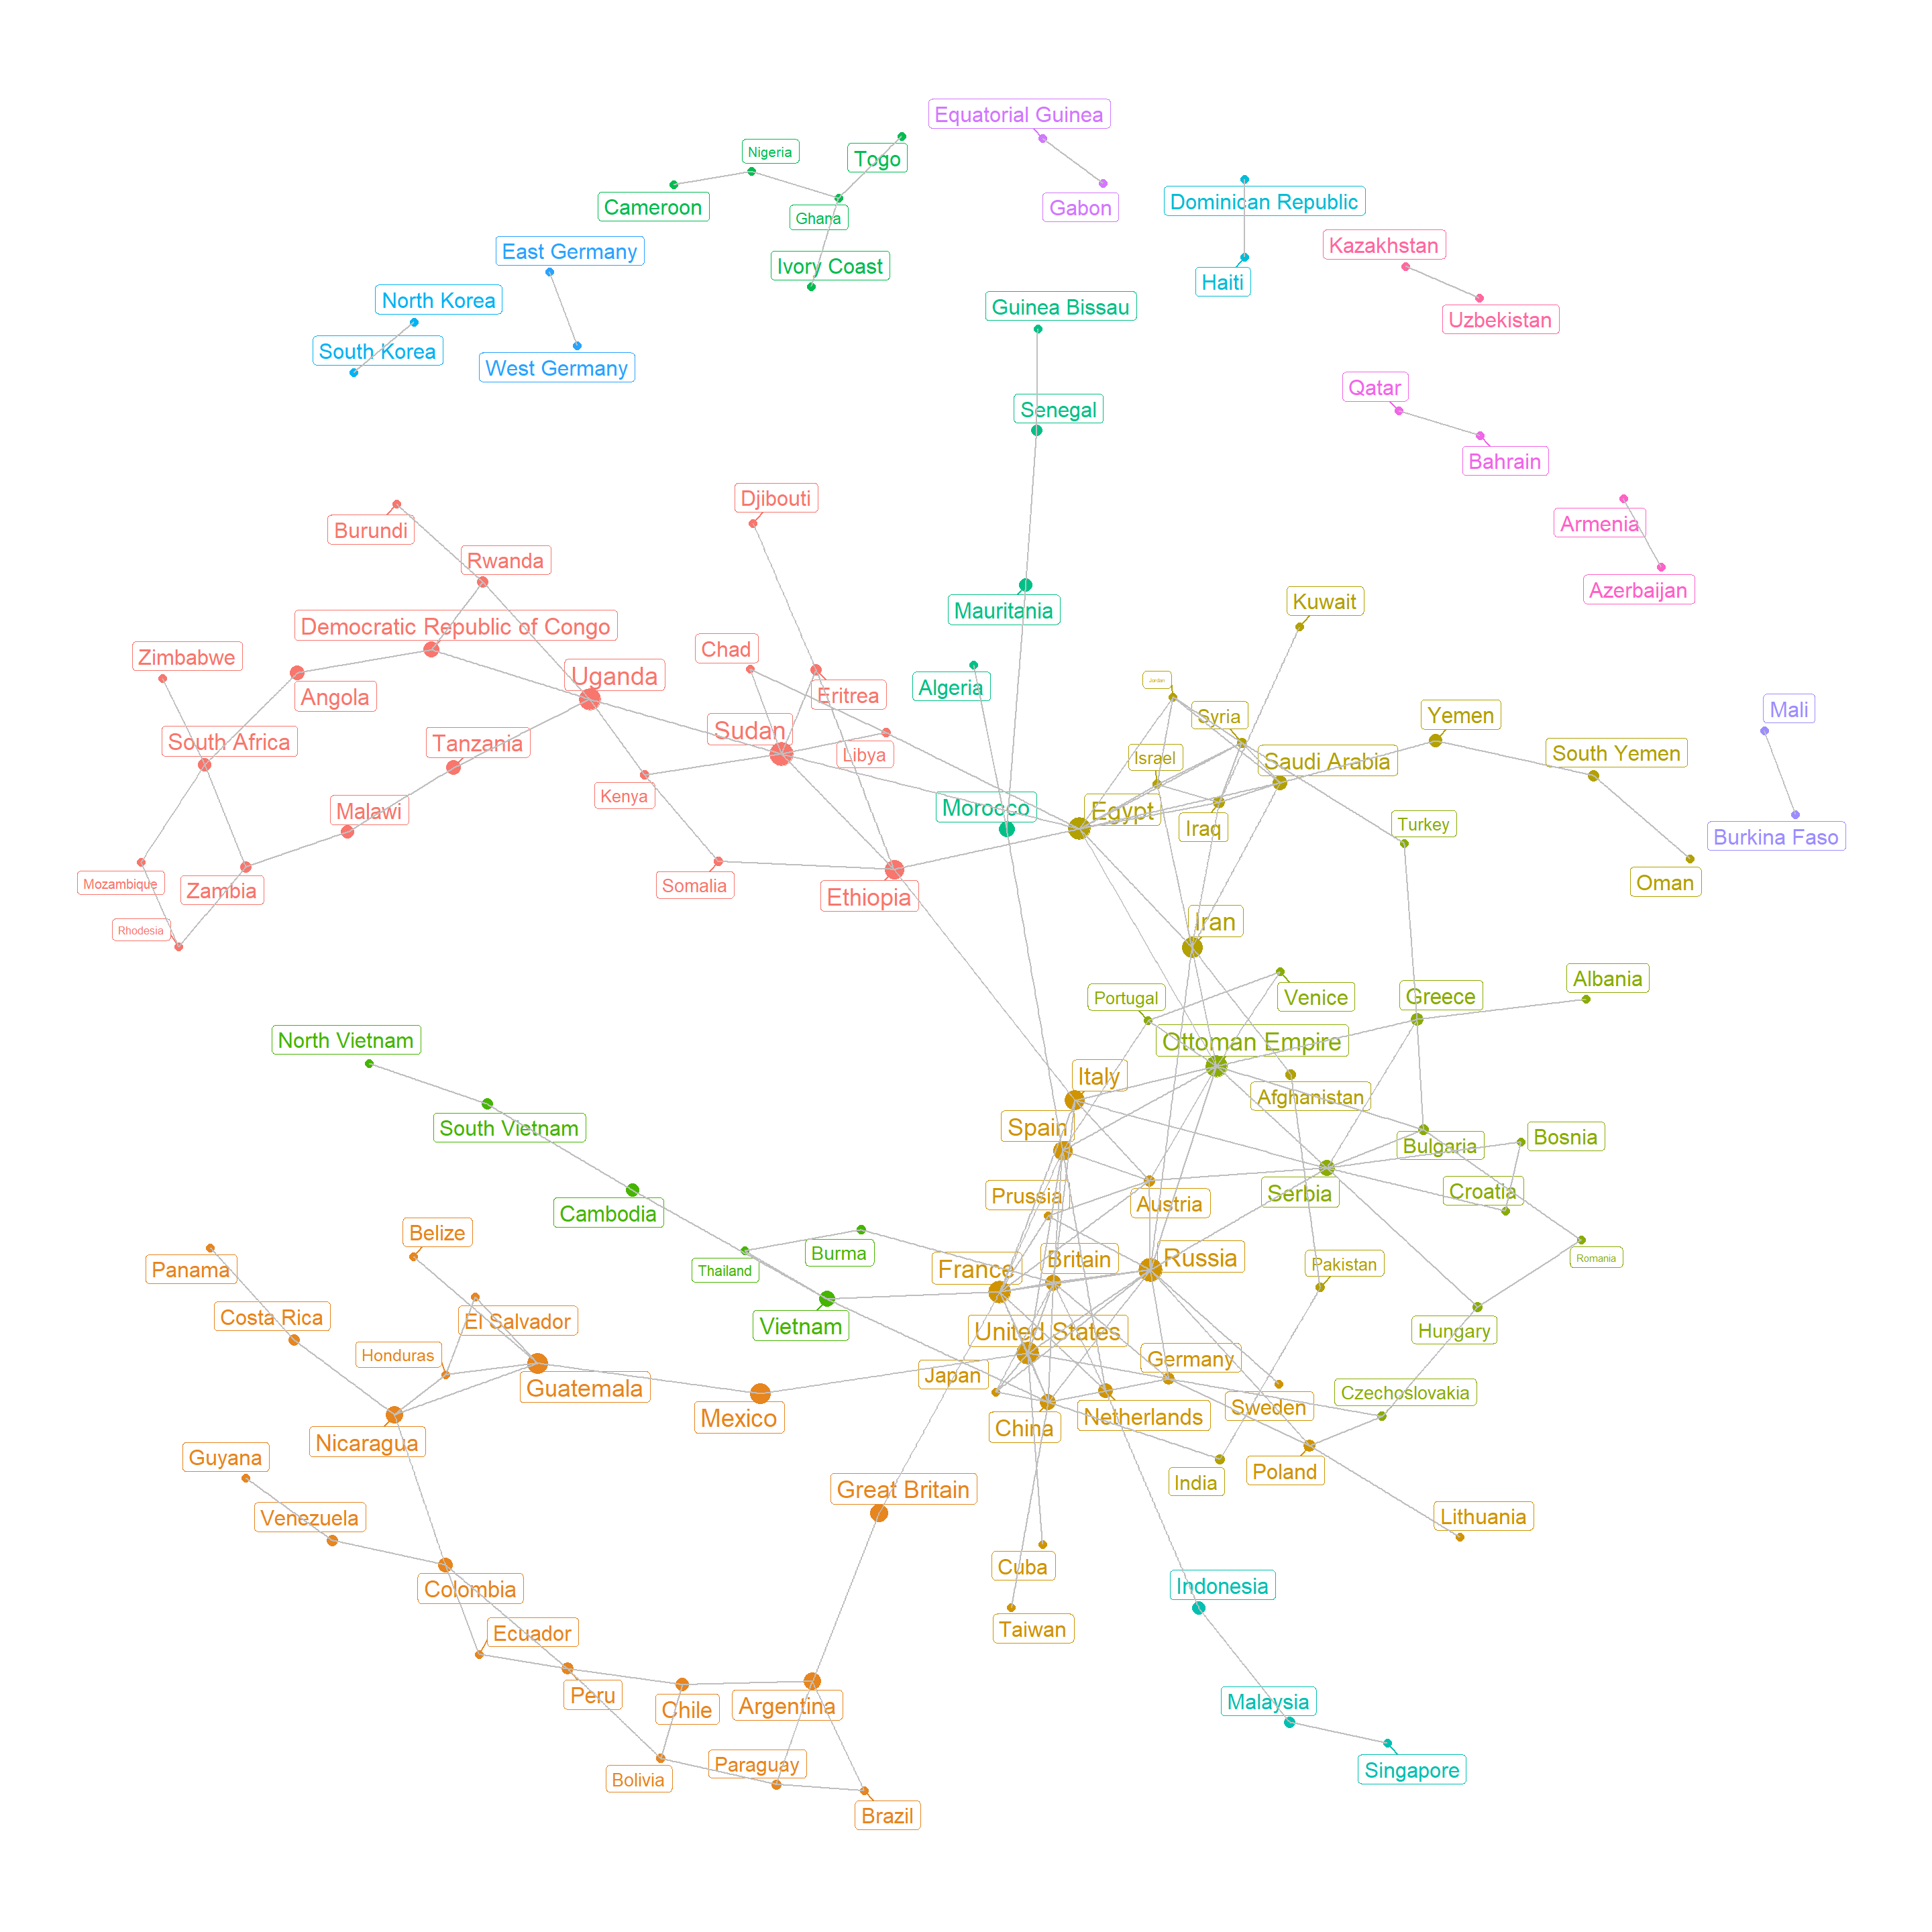 Equatorial Guinea
Nigeria
Togo
Cameroon
Ghana
Gabon
Dominican Republic
East Germany
Ivory Coast
Kazakhstan
Haiti
North Korea
Guinea Bissau
Uzbekistan
South Korea
West Germany
Qatar
Senegal
Bahrain
Djibouti
Armenia
Burundi
Rwanda
Azerbaijan
Kuwait
Mauritania
Democratic Republic of Congo
Chad
Zimbabwe
Uganda
Jordan
Algeria
Eritrea
Angola
Syria
Yemen
Mali
Sudan
South Africa
Tanzania
Libya
Israel
Saudi Arabia
South Yemen
Kenya
Morocco
Malawi
Egypt
Iraq
Turkey
Burkina Faso
Mozambique
Zambia
Somalia
Ethiopia
Oman
Rhodesia
Iran
Albania
Portugal
Venice
Greece
North Vietnam
Ottoman Empire
Italy
Afghanistan
South Vietnam
Spain
Bulgaria
Bosnia
Prussia
Austria
Serbia
Croatia
Cambodia
Belize
Burma
Britain
Russia
Romania
Panama
Thailand
France
Pakistan
Costa Rica
El Salvador
Vietnam
United States
Hungary
Honduras
Germany
Japan
Guatemala
Czechoslovakia
Mexico
China
Netherlands
Sweden
Nicaragua
Guyana
Great Britain
India
Poland
Venezuela
Lithuania
Cuba
Colombia
Indonesia
Ecuador
Taiwan
Peru
Chile
Argentina
Malaysia
Bolivia
Paraguay
Singapore
Brazil